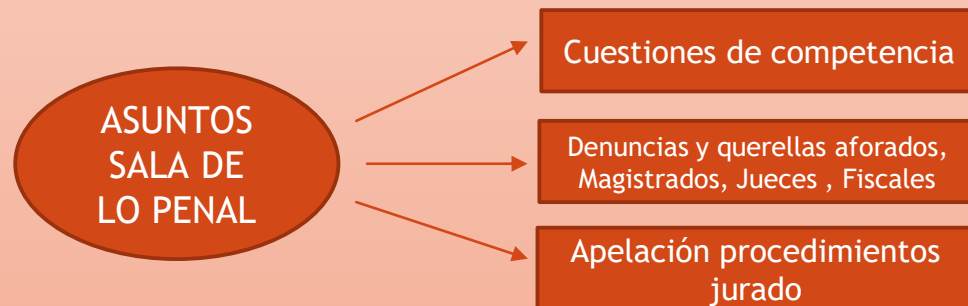 ASUNTOS
SALA DE
LO PENAL
Cuestiones de competencia
Denuncias y querellas aforados,
Magistrados, Jueces , Fiscales
Apelación procedimientos
jurado